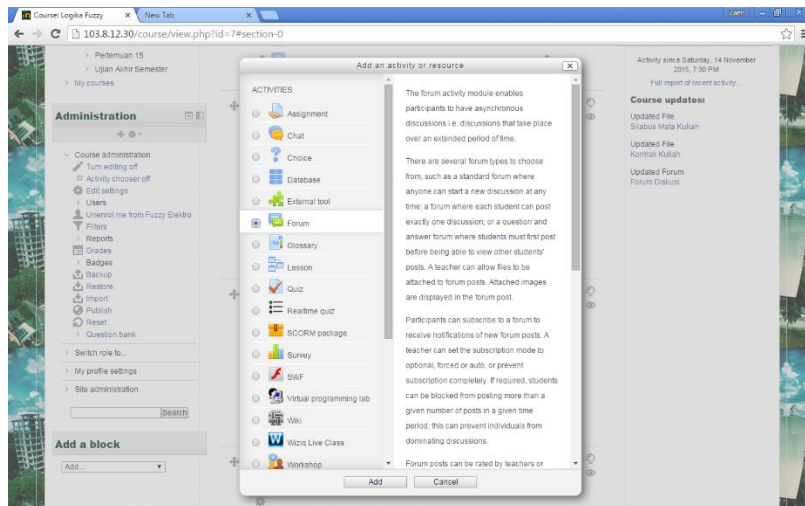 Course: Logika Fuzzy
New Tab
103.8.12.30/course/view.php?id=7#section-0
Pertemuan 15
Ujian Akhir Semester
My courses
Administration
Course administration
Turn editing off
Activity chooser off
Edit settings
Users
Unenrol me from Fuzzy Elektro
Filters
Reports
Grades
Badges
Backup
Restore
Import
Publish
Reset
Question bank
Switch role to...
My profile settings
Site administration
Search
Add a block
Add...
Add an activity or resource
ACTIVITIES
Assignment
Chat
Choice
Database
External tool
Forum
Glossary
Lesson
Quiz
Realtime quiz
SCORM package
Survey
SWF
Virtual programming lab
Wiki
Wiziq Live Class
Workshop
The forum activity module enables
participants to have asynchronous
discussions i.e. discussions that take place
over an extended period of time.
There are several forum types to choose
from, such as a standard forum where
anyone can start a new discussion at any
time; a forum where each student can post
exactly one discussion; or a question and
answer forum where students must first post
before being able to view other students'
posts. A teacher can allow files to be
attached to forum posts. Attached images
are displayed in the forum post.
Participants can subscribe to a forum to
receive notifications of new forum posts. A
teacher can set the subscription mode to
optional, forced or auto, or prevent
subscription completely. If required, students
can be blocked from posting more than a
given number of posts in a given time
period; this can prevent individuals from
dominating discussions.
Forum posts can be rated by teachers or
Add
Cancel
Activity since Saturday, 14 November
2015, 7:30 PM
Full report of recent activity...
Course updates:
Updated File
Silabus Mata Kuliah
Updated File
Kontrak Kuliah
Updated Forum
Forum Diskusi